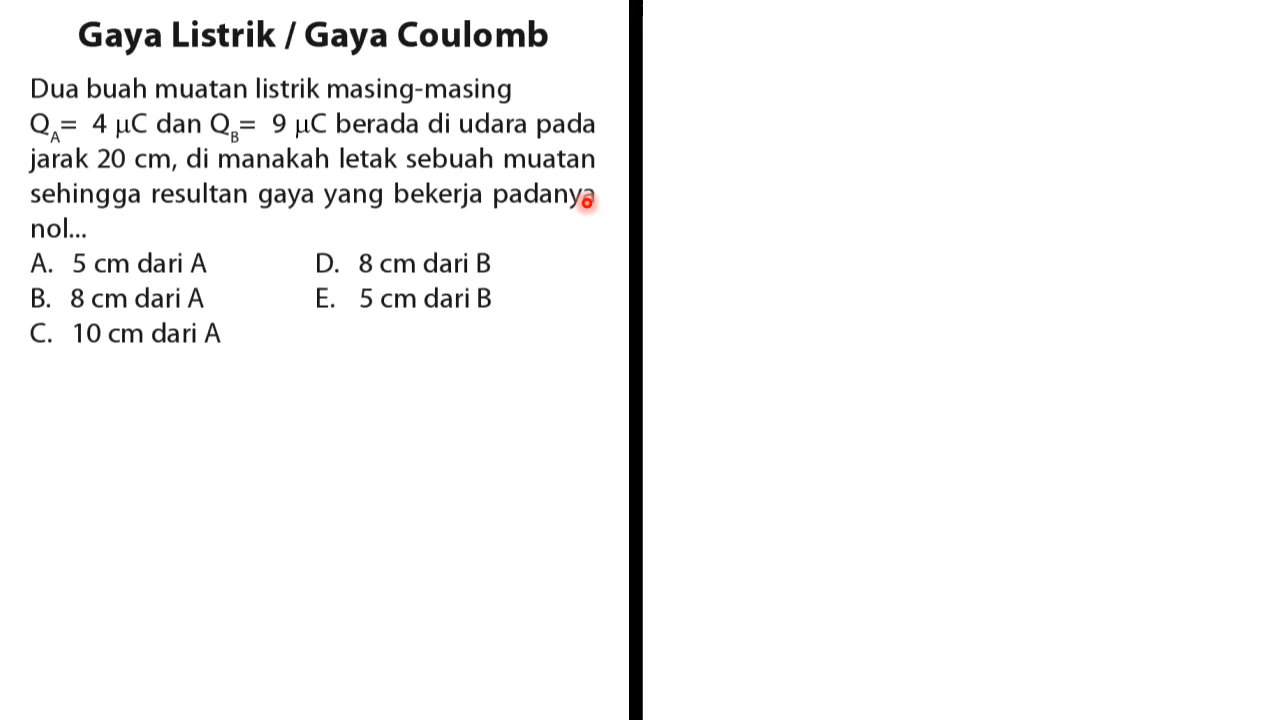 Gaya Listrik / Gaya Coulomb
Dua buah muatan listrik masing-masing
Q_A= 4 µC dan Q_B= 9 µC berada di udara pada
jarak 20 cm, di manakah letak sebuah muatan
sehingga resultan gaya yang bekerja padanya
nol...
A. 5 cm dari A D. 8 cm dari B
B. 8 cm dari A E. 5 cm dari B
C. 10 cm dari A